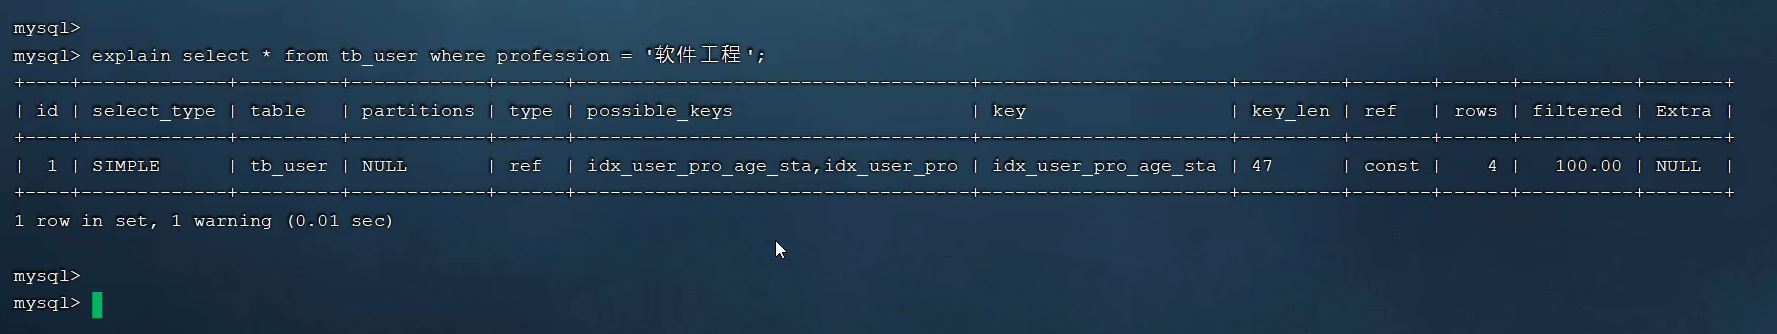 mysql>
mysql> explain select * from tb_user where profession = '软件工程';
+----+-------------+---------+------------+------+---------------------------------------+----------------------+---------+-------+------+----------+-------+
| id | select_type | table   | partitions | type | possible_keys                         | key                  | key_len | ref   | rows | filtered | Extra |
+----+-------------+---------+------------+------+---------------------------------------+----------------------+---------+-------+------+----------+-------+
|  1 | SIMPLE      | tb_user | NULL       | ref  | idx_user_pro_age_sta,idx_user_pro | idx_user_pro_age_sta | 47      | const |    4 |   100.00 | NULL  |
+----+-------------+---------+------------+------+---------------------------------------+----------------------+---------+-------+------+----------+-------+
1 row in set, 1 warning (0.01 sec)
mysql>
mysql>